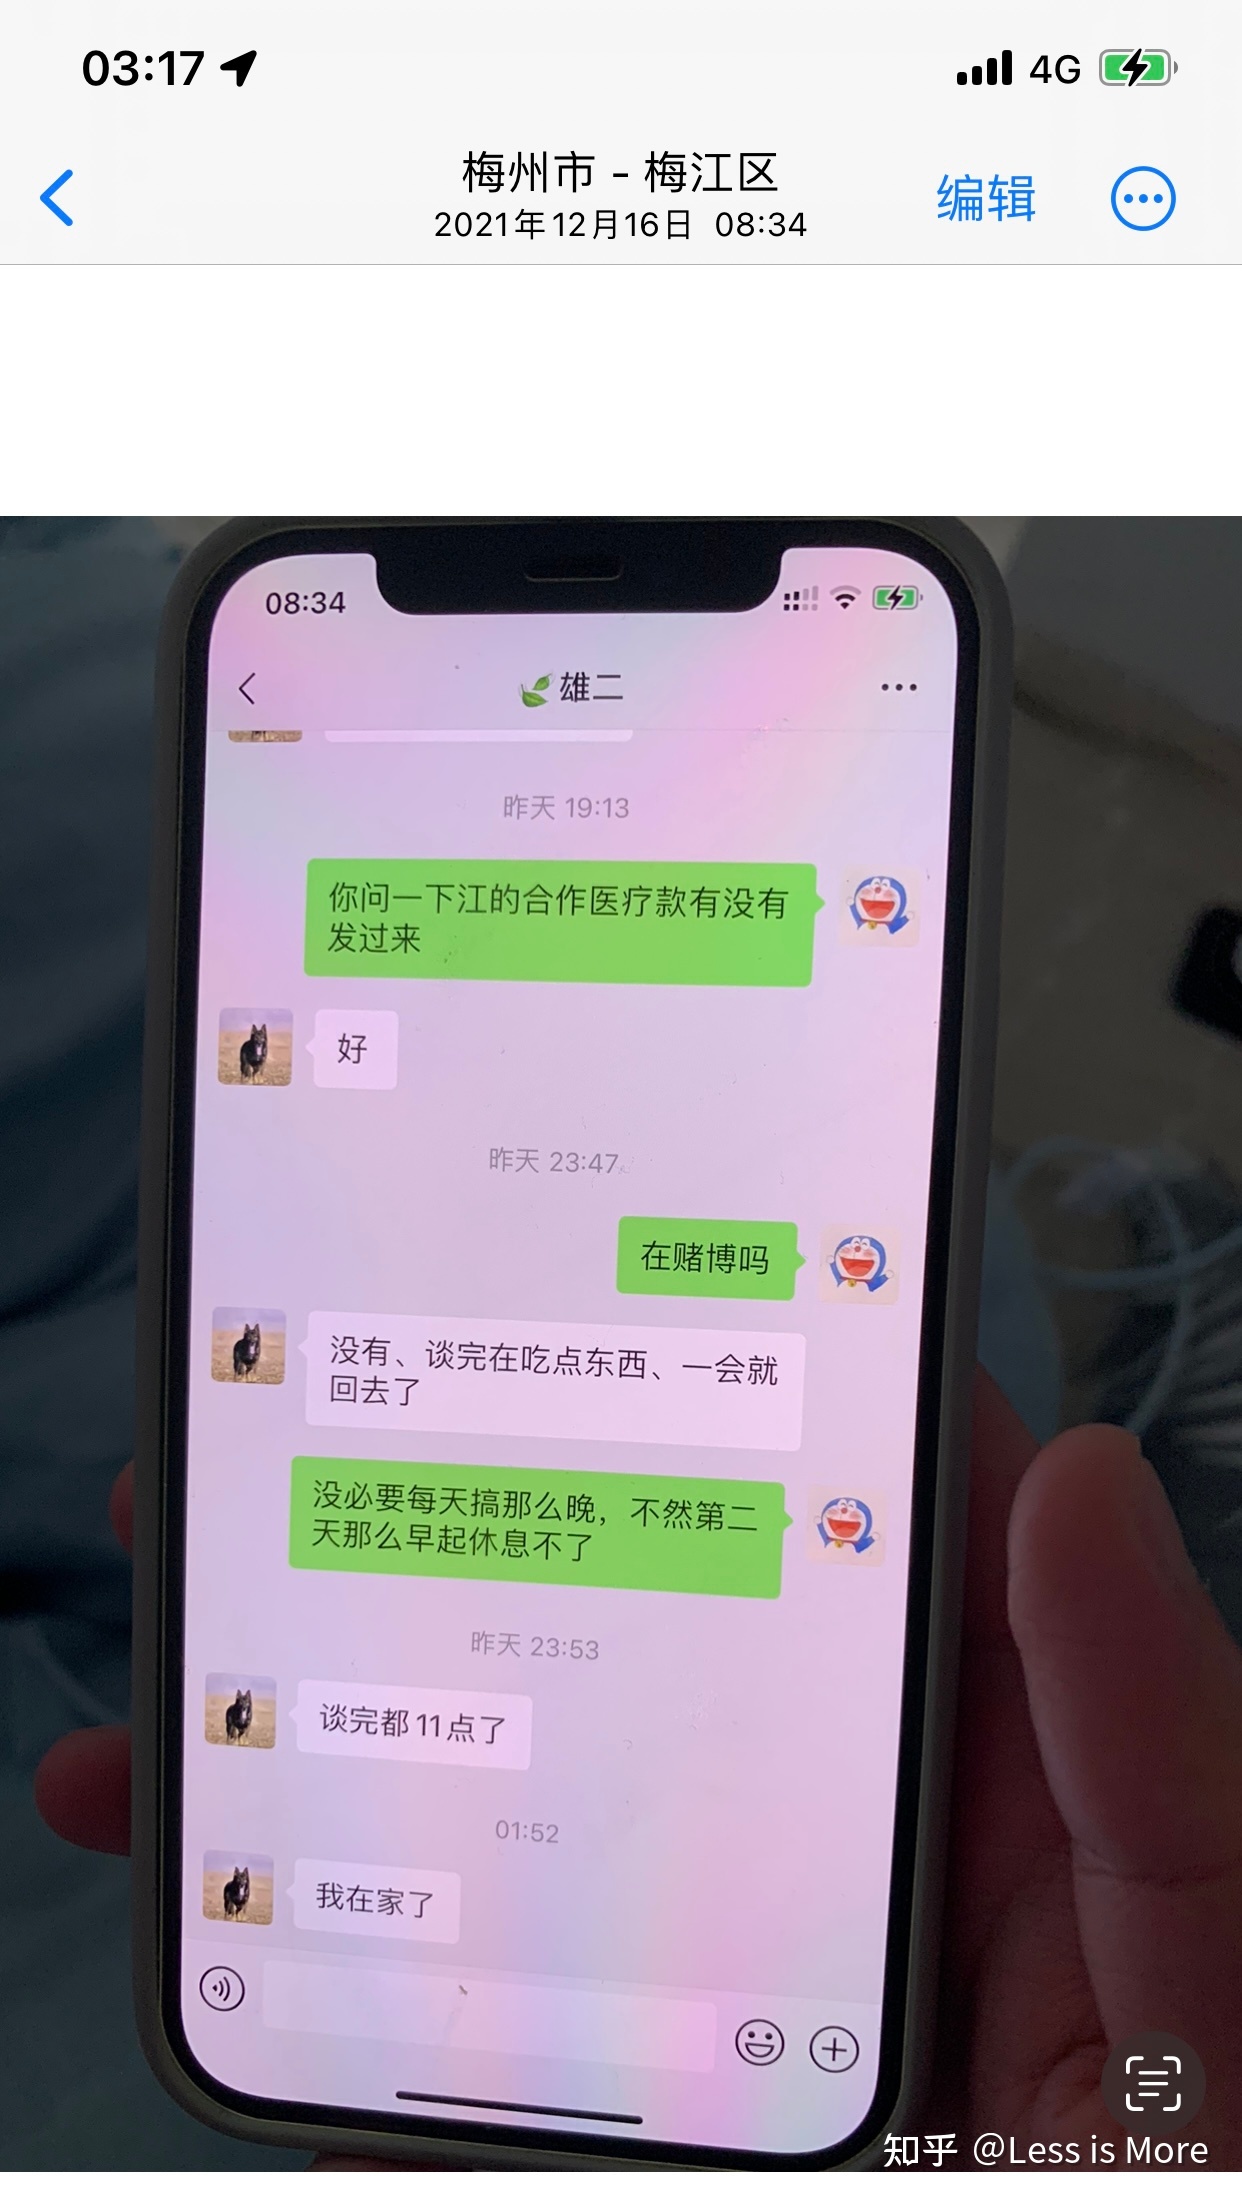 03:17
4G
梅州市 - 梅江区
2021年12月16日 08:34
编辑
08:34
雄二
昨天 19:13
你问一下江的合作医疗款有没有
发过来
好
昨天 23:47
在赌博吗
没有、谈完在吃点东西、一会就
回去了
没必要每天搞那么晚，不然第二
天那么早起休息不了
昨天 23:53
谈完都11点了
01:52
我在家了
知乎 @Less is More